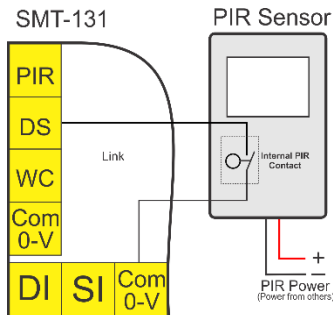 SMT-131
PIR Sensor
PIR
DS
WC
Com
0-V
DI
SI
Com
0-V
Link
Internal PIR
Contact
+
−
PIR Power
(Power from others)